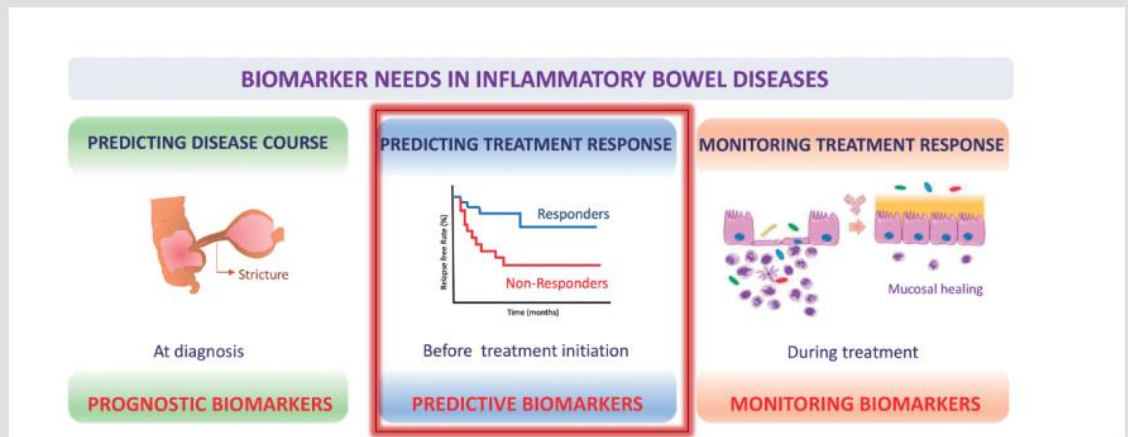 BIOMARKER NEEDS IN INFLAMMATORY BOWEL DISEASES
PREDICTING DISEASE COURSE
Stricture
At diagnosis
PROGNOSTIC BIOMARKERS
PREDICTING TREATMENT RESPONSE
Relapse free Rate (%)
Responders
Non-Responders
Time (months)
Before treatment initiation
PREDICTIVE BIOMARKERS
MONITORING TREATMENT RESPONSE
Mucosal healing
During treatment
MONITORING BIOMARKERS